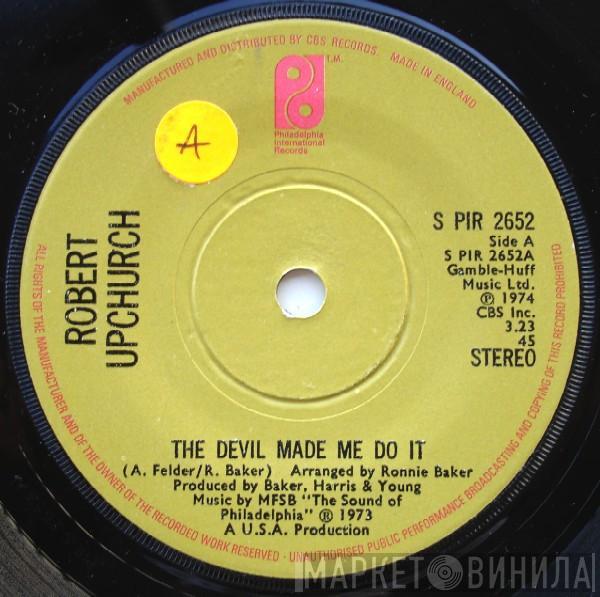 MANUFACTURED AND DISTRIBUTED BY CBS RECORDS
MADE IN ENGLAND
T.M.
Philadelphia
International
Records
A
ROBERT
UPCHURCH
S PIR 2652
Side A
S PIR 2652A
Gamble-Huff
Music Ltd.
℗ 1974
CBS Inc.
3.23
45
STEREO
THE DEVIL MADE ME DO IT
(A. Felder/R. Baker) Arranged by Ronnie Baker
Produced by Baker, Harris & Young
Music by MFSB "The Sound of
Philadelphia" ® 1973
A U.S.A. Production
ALL RIGHTS OF THE MANUFACTURER AND OF THE OWNER OF THE RECORDED WORK RESERVED - UNAUTHORISED PUBLIC PERFORMANCE BROADCASTING AND COPYING OF THIS RECORD PROHIBITED
МАРКЕТ ВИНИЛА